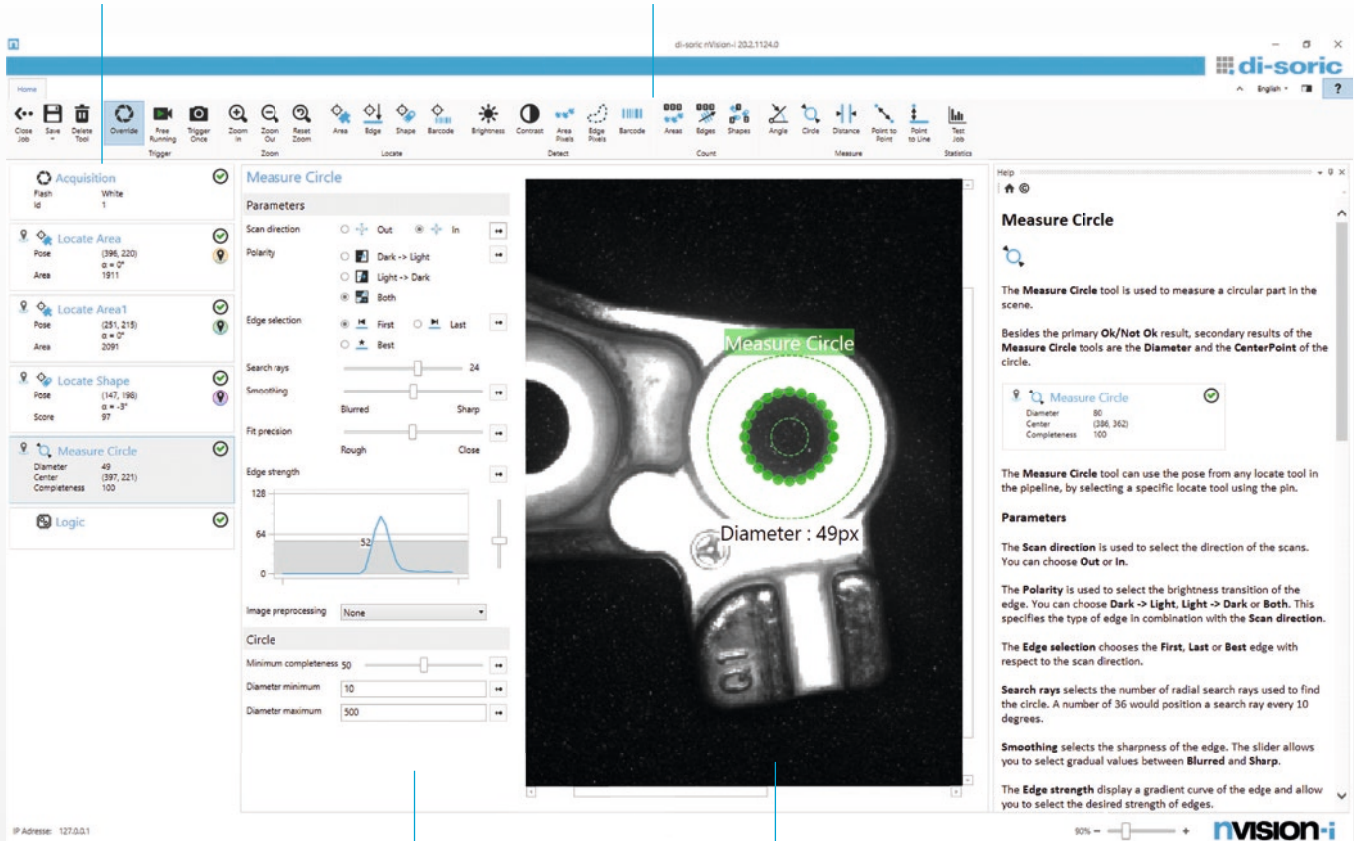 di-soric nVision-i 20.2.1124.0
di-soric
Home
English
?
Close Job
Save
Delete Tool
Override
Free Running
Trigger Once
Zoom In
Zoom Our
Reset Zoom
Area
Edge
Shape
Barcode
Brightness
Contrast
Area Pixels
Edge Pixels
Barcode
Areas
Edges
Shapes
Angle
Circle
Distance
Point to Point
Point to Line
Test Job
Trigger
Zoom
Locate
Detect
Count
Measure
Statistics
Acquisition
Flash White
Id 1
Locate Area
Pose (396, 220)
α = 0°
Area 1911
Locate Area1
Pose (251, 215)
α = 0°
Area 2091
Locate Shape
Pose (147, 198)
α = -3°
Score 97
Measure Circle
Diameter 49
Center (397, 221)
Completeness 100
Logic
Measure Circle
Parameters
Scan direction Out In
Polarity Dark -> Light
Light -> Dark
Both
Edge selection First Last
Best
Search rays 24
Smoothing
Blurred Sharp
Fit precision
Rough Close
Edge strength
128
64
52
0
Image preprocessing None
Circle
Minimum completeness 50
Diameter minimum 10
Diameter maximum 500
Measure Circle
Diameter : 49px
Q1
Help
Measure Circle
The Measure Circle tool is used to measure a circular part in the
scene.
Besides the primary Ok/Not Ok result, secondary results of the
Measure Circle tools are the Diameter and the CenterPoint of the
circle.
Measure Circle
Diameter 80
Center (386, 362)
Completeness 100
The Measure Circle tool can use the pose from any locate tool in
the pipeline, by selecting a specific locate tool using the pin.
Parameters
The Scan direction is used to select the direction of the scans.
You can choose Out or In.
The Polarity is used to select the brightness transition of the
edge. You can choose Dark -> Light, Light -> Dark or Both. This
specifies the type of edge in combination with the Scan direction.
The Edge selection chooses the First, Last or Best edge with
respect to the scan direction.
Search rays selects the number of radial search rays used to find
the circle. A number of 36 would position a search ray every 10
degrees.
Smoothing selects the sharpness of the edge. The slider allows
you to select gradual values between Blurred and Sharp.
The Edge strength display a gradient curve of the edge and allow
you to select the desired strength of edges.
IP Adresse: 127.0.0.1
90% − +
nvision-i